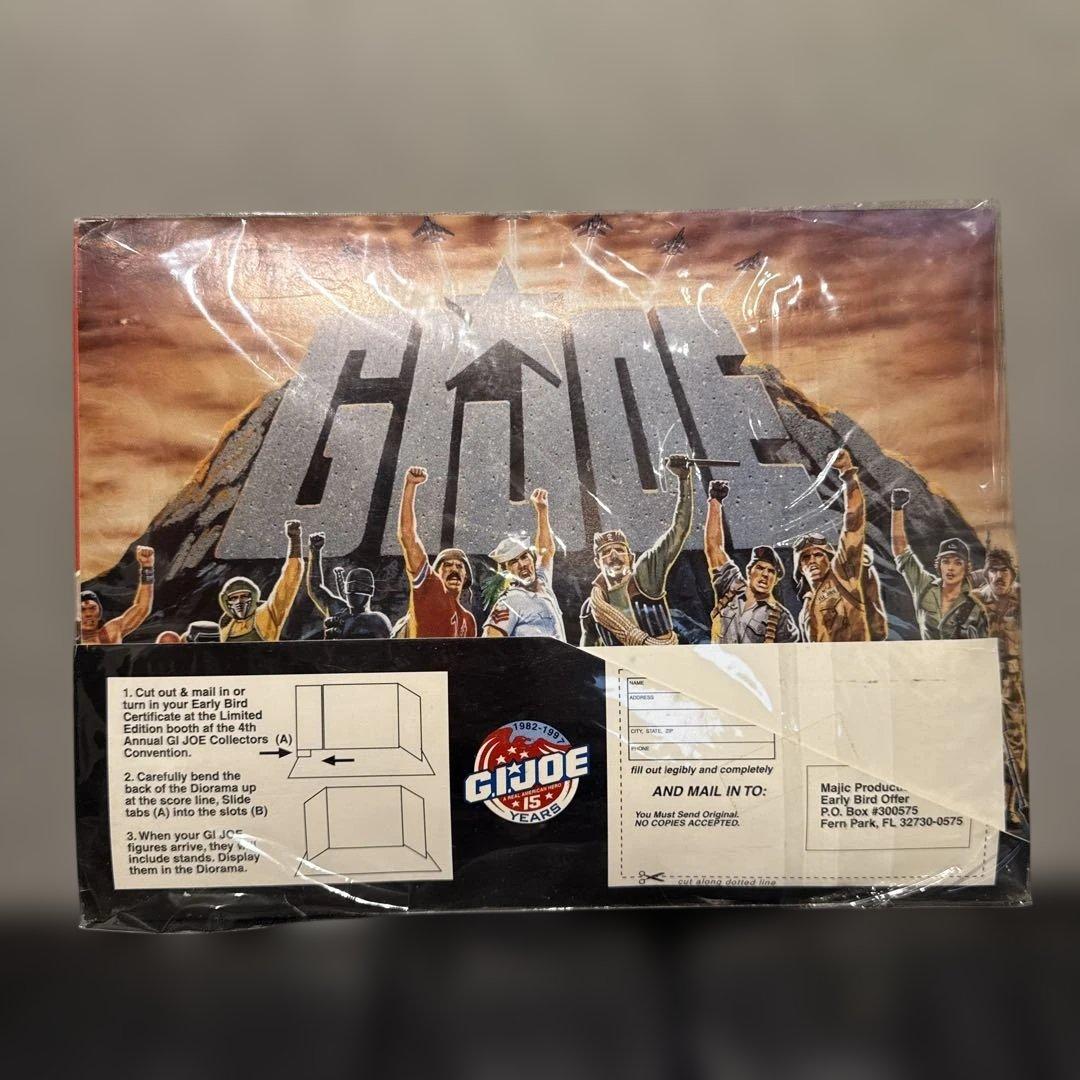 GI JOE
1. Cut out & mail in or
turn in your Early Bird
Certificate at the Limited
Edition booth af the 4th
Annual GI JOE Collectors
Convention.
(A)
2. Carefully bend the
back of the Diorama up
at the score line, Slide
tabs (A) into the slots (B)
3. When your GI JOE
figures arrive, they
include stands. Display
them in the Diorama.
1982-1997
G.I.JOE
A REAL AMERICAN HERO
15
YEARS
NAME
ADDRESS
CITY, STATE, ZIP
PHONE
fill out legibly and completely
AND MAIL IN TO:
You Must Send Original.
NO COPIES ACCEPTED.
Majic
Early Bird Offer
P.O. Box #300575
Fern Park, FL 32730-0575
cut along dotted line